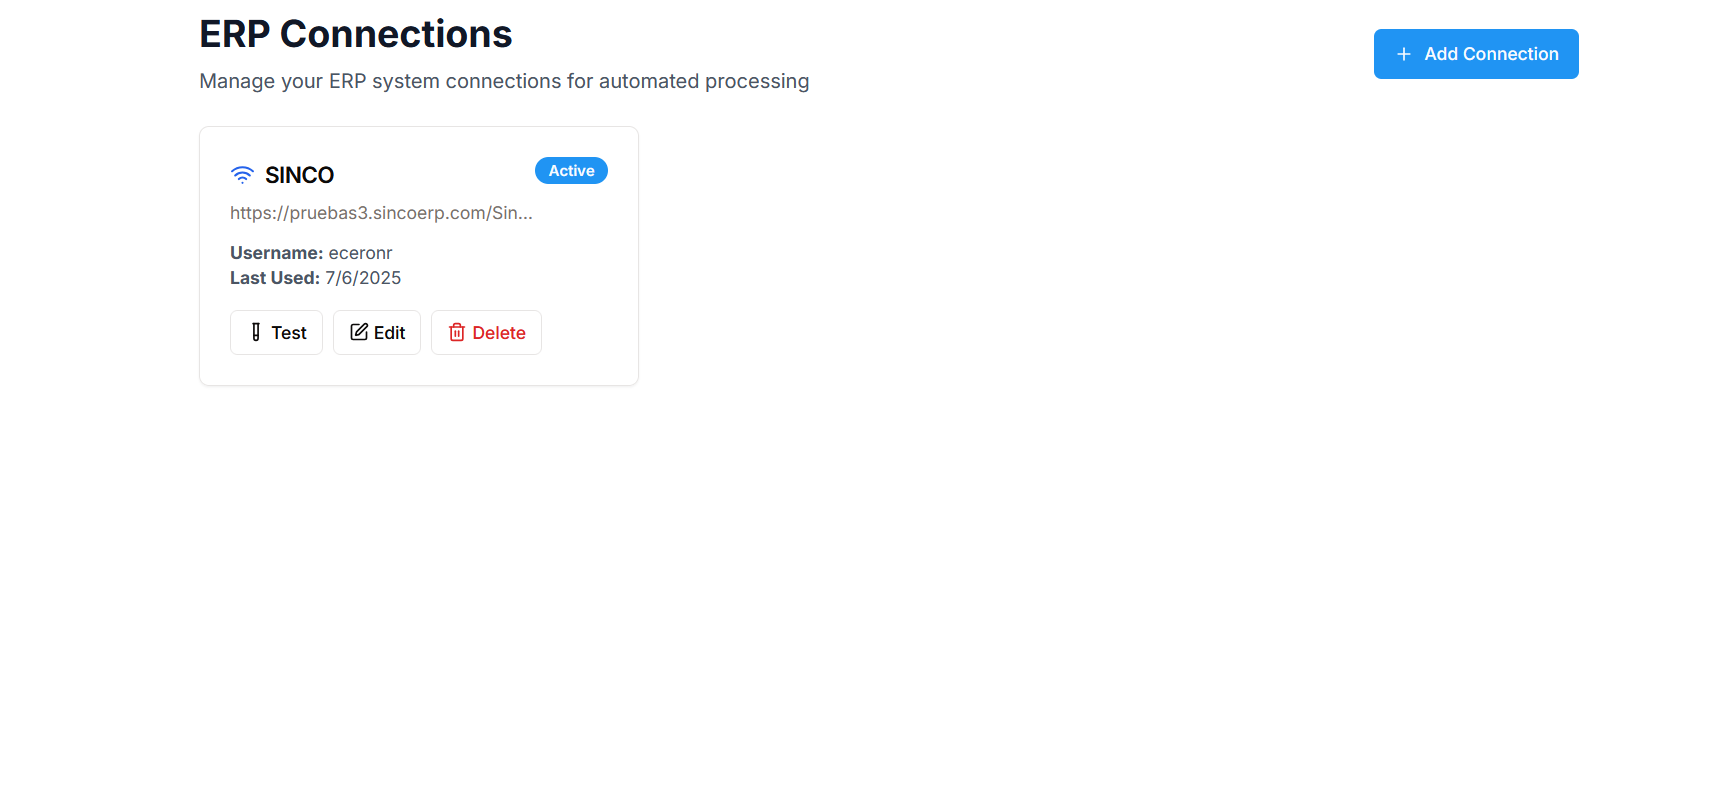 ERP Connections
Manage your ERP system connections for automated processing
+ Add Connection
SINCO
Active
https://pruebas3.sincoerp.com/Sin...
Username: eceronr
Last Used: 7/6/2025
Test Edit Delete